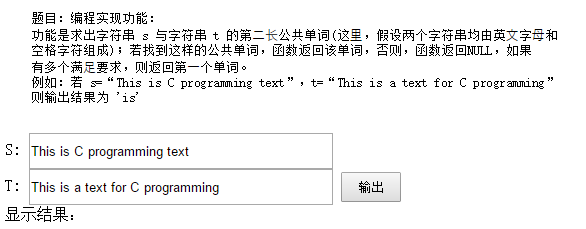 题目：编程实现功能：
功能是求出字符串 s 与字符串 t 的第二长公共单词(这里，假设两个字符串均由英文字母和
空格字符组成)；若找到这样的公共单词，函数返回该单词，否则，函数返回NULL，如果
有多个满足要求，则返回第一个单词。
例如：若 s=“This is C programming text”，t=“This is a text for C programming”
则输出结果为 'is'
S: This is C programming text
T: This is a text for C programming 输出
显示结果：